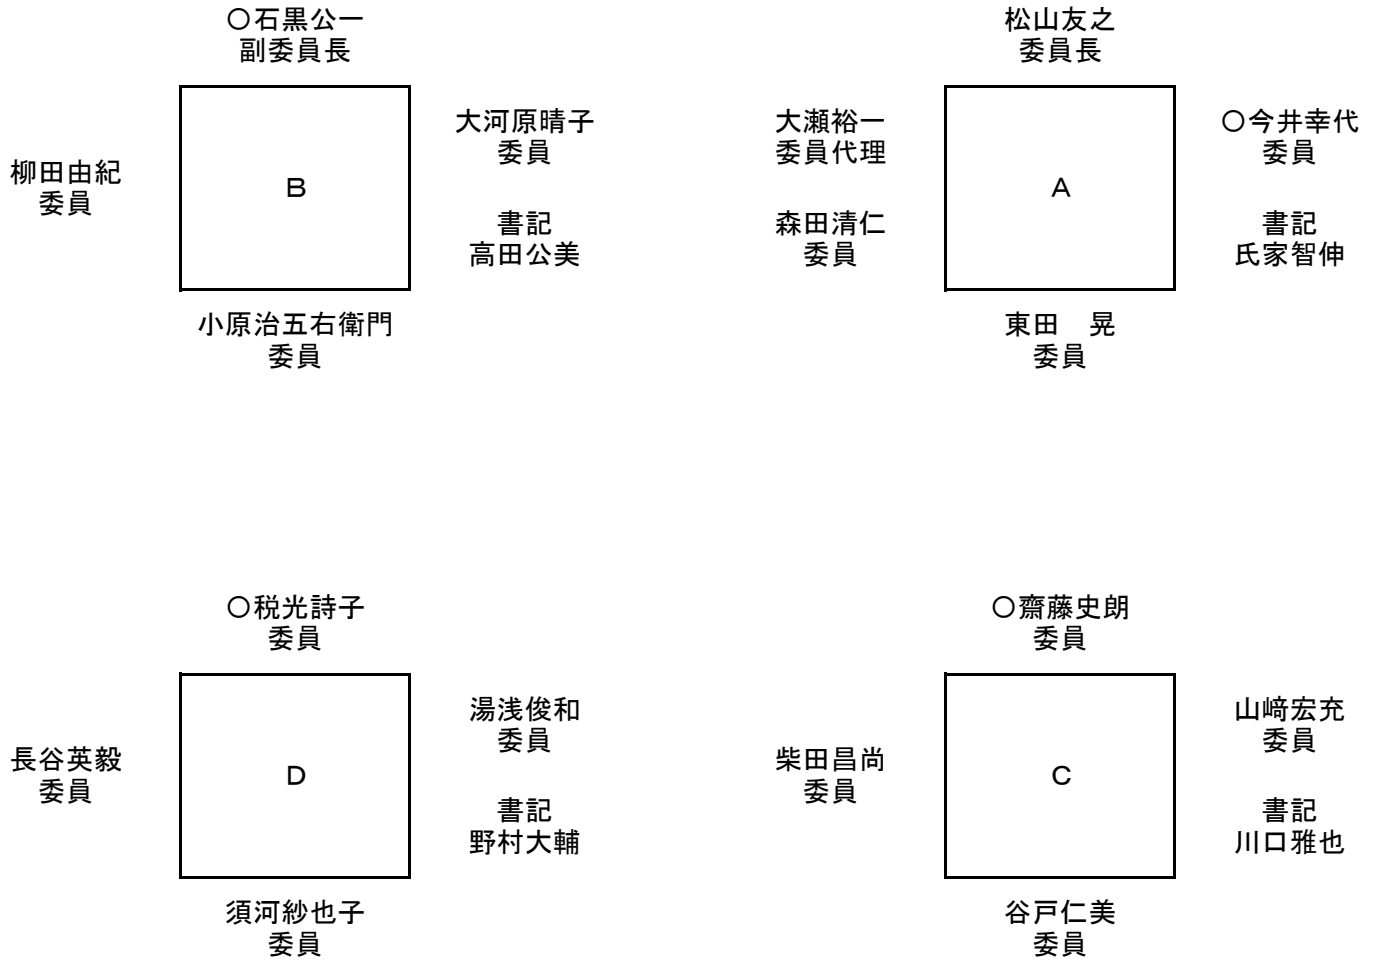 〇石黒公一
副委員長
大河原晴子
委員
柳田由紀
委員
B
書記
高田公美
小原治五右衛門
委員
松山友之
委員長
大瀬裕一
委員代理
〇今井幸代
委員
A
森田清仁
委員
書記
氏家智伸
東田　晃
委員
〇税光詩子
委員
湯浅俊和
委員
長谷英毅
委員
D
書記
野村大輔
須河紗也子
委員
〇齋藤史朗
委員
山﨑宏充
委員
柴田昌尚
委員
C
書記
川口雅也
谷戸仁美
委員